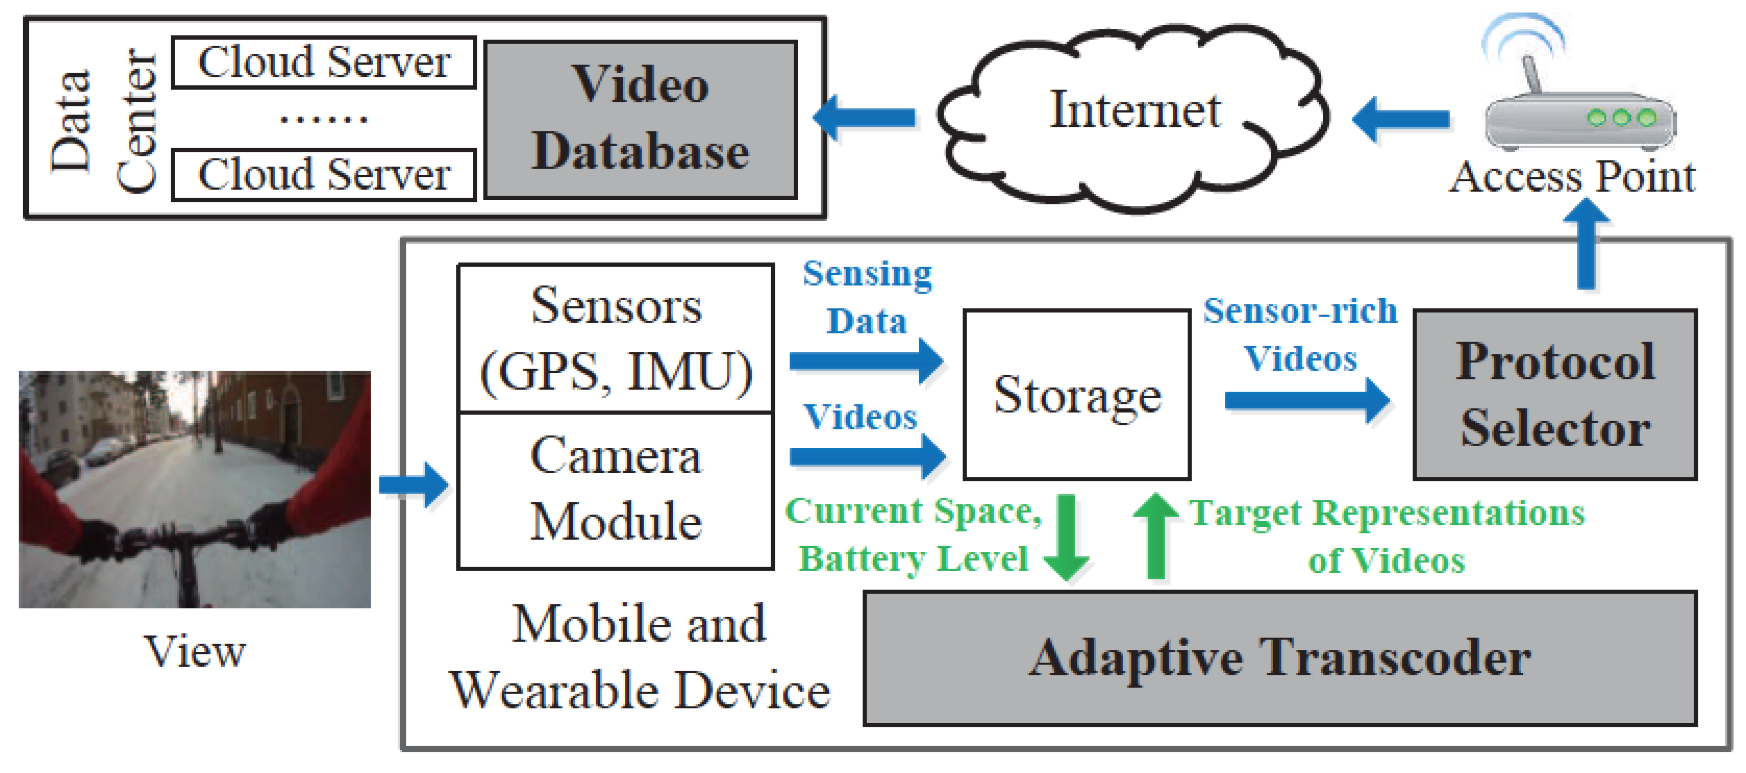 Data
Center
Cloud Server
......
Cloud Server
Video
Database
Internet
Access Point
Sensors
(GPS, IMU)
Camera
Module
Sensing
Data
Videos
Storage
Sensor-rich
Videos
Protocol
Selector
Current Space,
Battery Level
Target Representations
of Videos
Adaptive Transcoder
Mobile and
Wearable Device
View